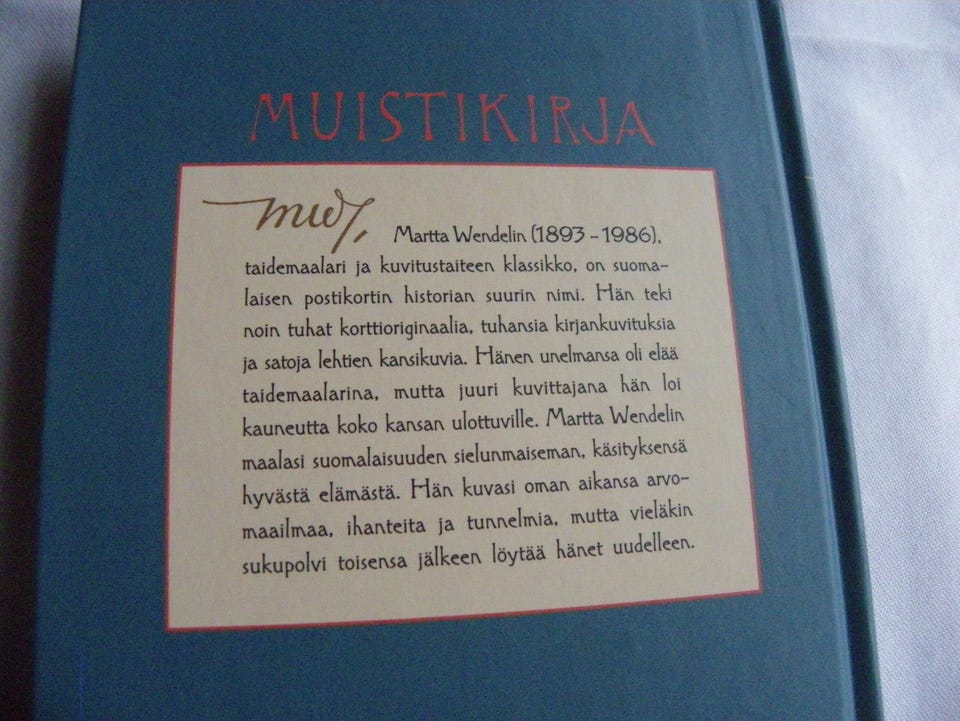 MUISTIKIRJA
Martta Wendelin (1893 – 1986),
taidemaalari ja kuvitustaiteen klassikko, on suoma-
laisen postikortin historian suurin nimi. Hän teki
noin tuhat korttioriginaalia, tuhansia kirjankuvituksia
ja satoja lehtien kansikuvia. Hänen unelmansa oli elää
taidemaalarina, mutta juuri kuvittajana hän loi
kauneutta koko kansan ulottuville. Martta Wendelin
maalasi suomalaisuuden sielunmaiseman, käsityksensä
hyvästä elämästä. Hän kuvasi oman aikansa arvo-
maailmaa, ihanteita ja tunnelmia, mutta vieläkin
sukupolvi toisensa jälkeen löytää hänet uudelleen.